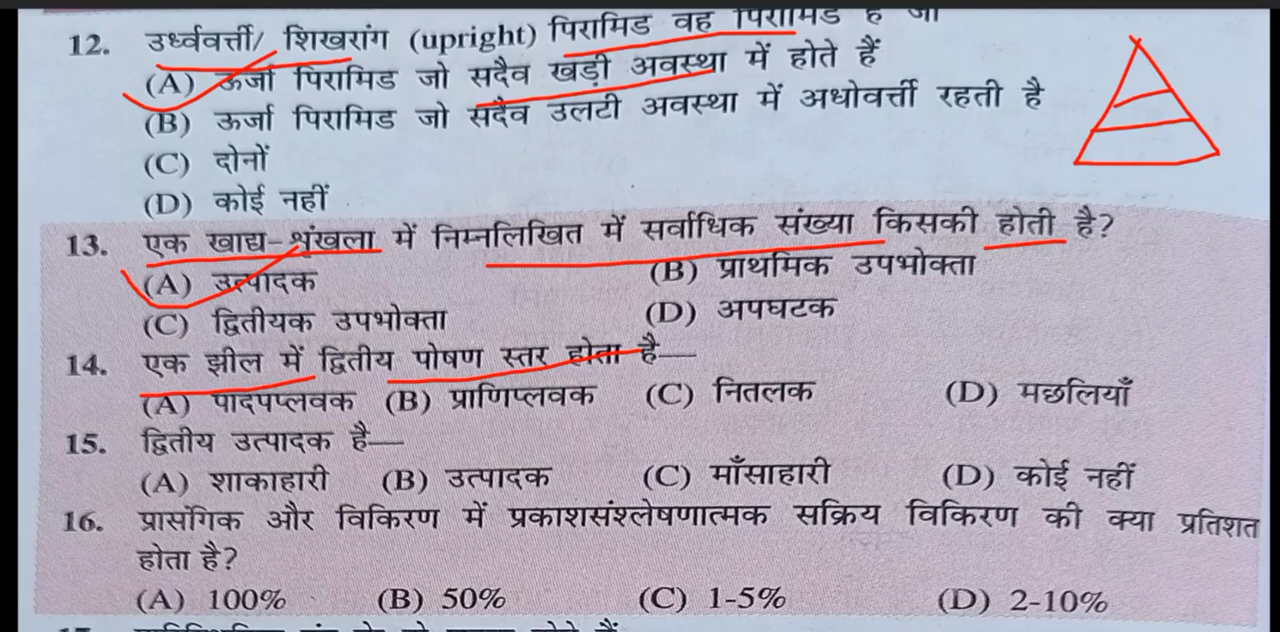 12. उर्ध्ववर्त्ती/ शिखरांग (upright) पिरामिड वह पिरामिड है जो
(A) ऊर्जा पिरामिड जो सदैव खड़ी अवस्था में होते हैं
(B) ऊर्जा पिरामिड जो सदैव उलटी अवस्था में अधोवर्त्ती रहती है
(C) दोनों
(D) कोई नहीं
13. एक खाद्य-शृंखला में निम्नलिखित में सर्वाधिक संख्या किसकी होती है?
(A) उत्पादक (B) प्राथमिक उपभोक्ता
(C) द्वितीयक उपभोक्ता (D) अपघटक
14. एक झील में द्वितीय पोषण स्तर होता है—
(A) पादपप्लवक (B) प्राणिप्लवक (C) नितलक (D) मछलियाँ
15. द्वितीय उत्पादक है—
(A) शाकाहारी (B) उत्पादक (C) माँसाहारी (D) कोई नहीं
16. प्रासंगिक और विकिरण में प्रकाशसंश्लेषणात्मक सक्रिय विकिरण की क्या प्रतिशत
होता है?
(A) 100% (B) 50% (C) 1-5% (D) 2-10%